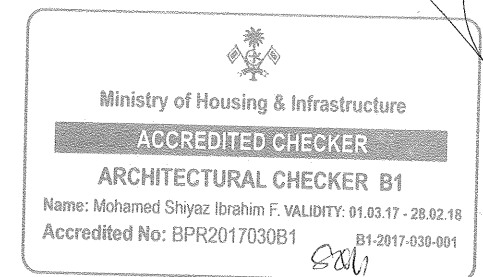 Ministry of Housing & Infrastructure
ACCREDITED CHECKER
ARCHITECTURAL CHECKER B1
Name: Mohamed Shiyaz Ibrahim F. VALIDITY: 01.03.17 - 28.02.18
Accredited No: BPR2017030B1 B1-2017-030-001